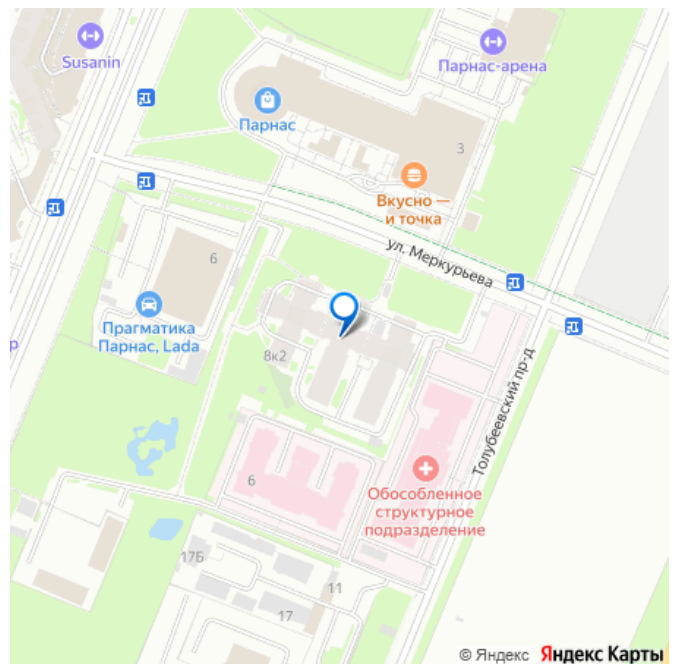 Susanin
Парнас-арена
Парнас
3
Вкусно —
и точка
ул. Меркурьева
6
Прагматика
Парнас, Lada
р
8к2
Толубеевский пр-д
6
Обособленное
структурное
подразделение
17Б
11
17
© Яндекс Яндекс Карты